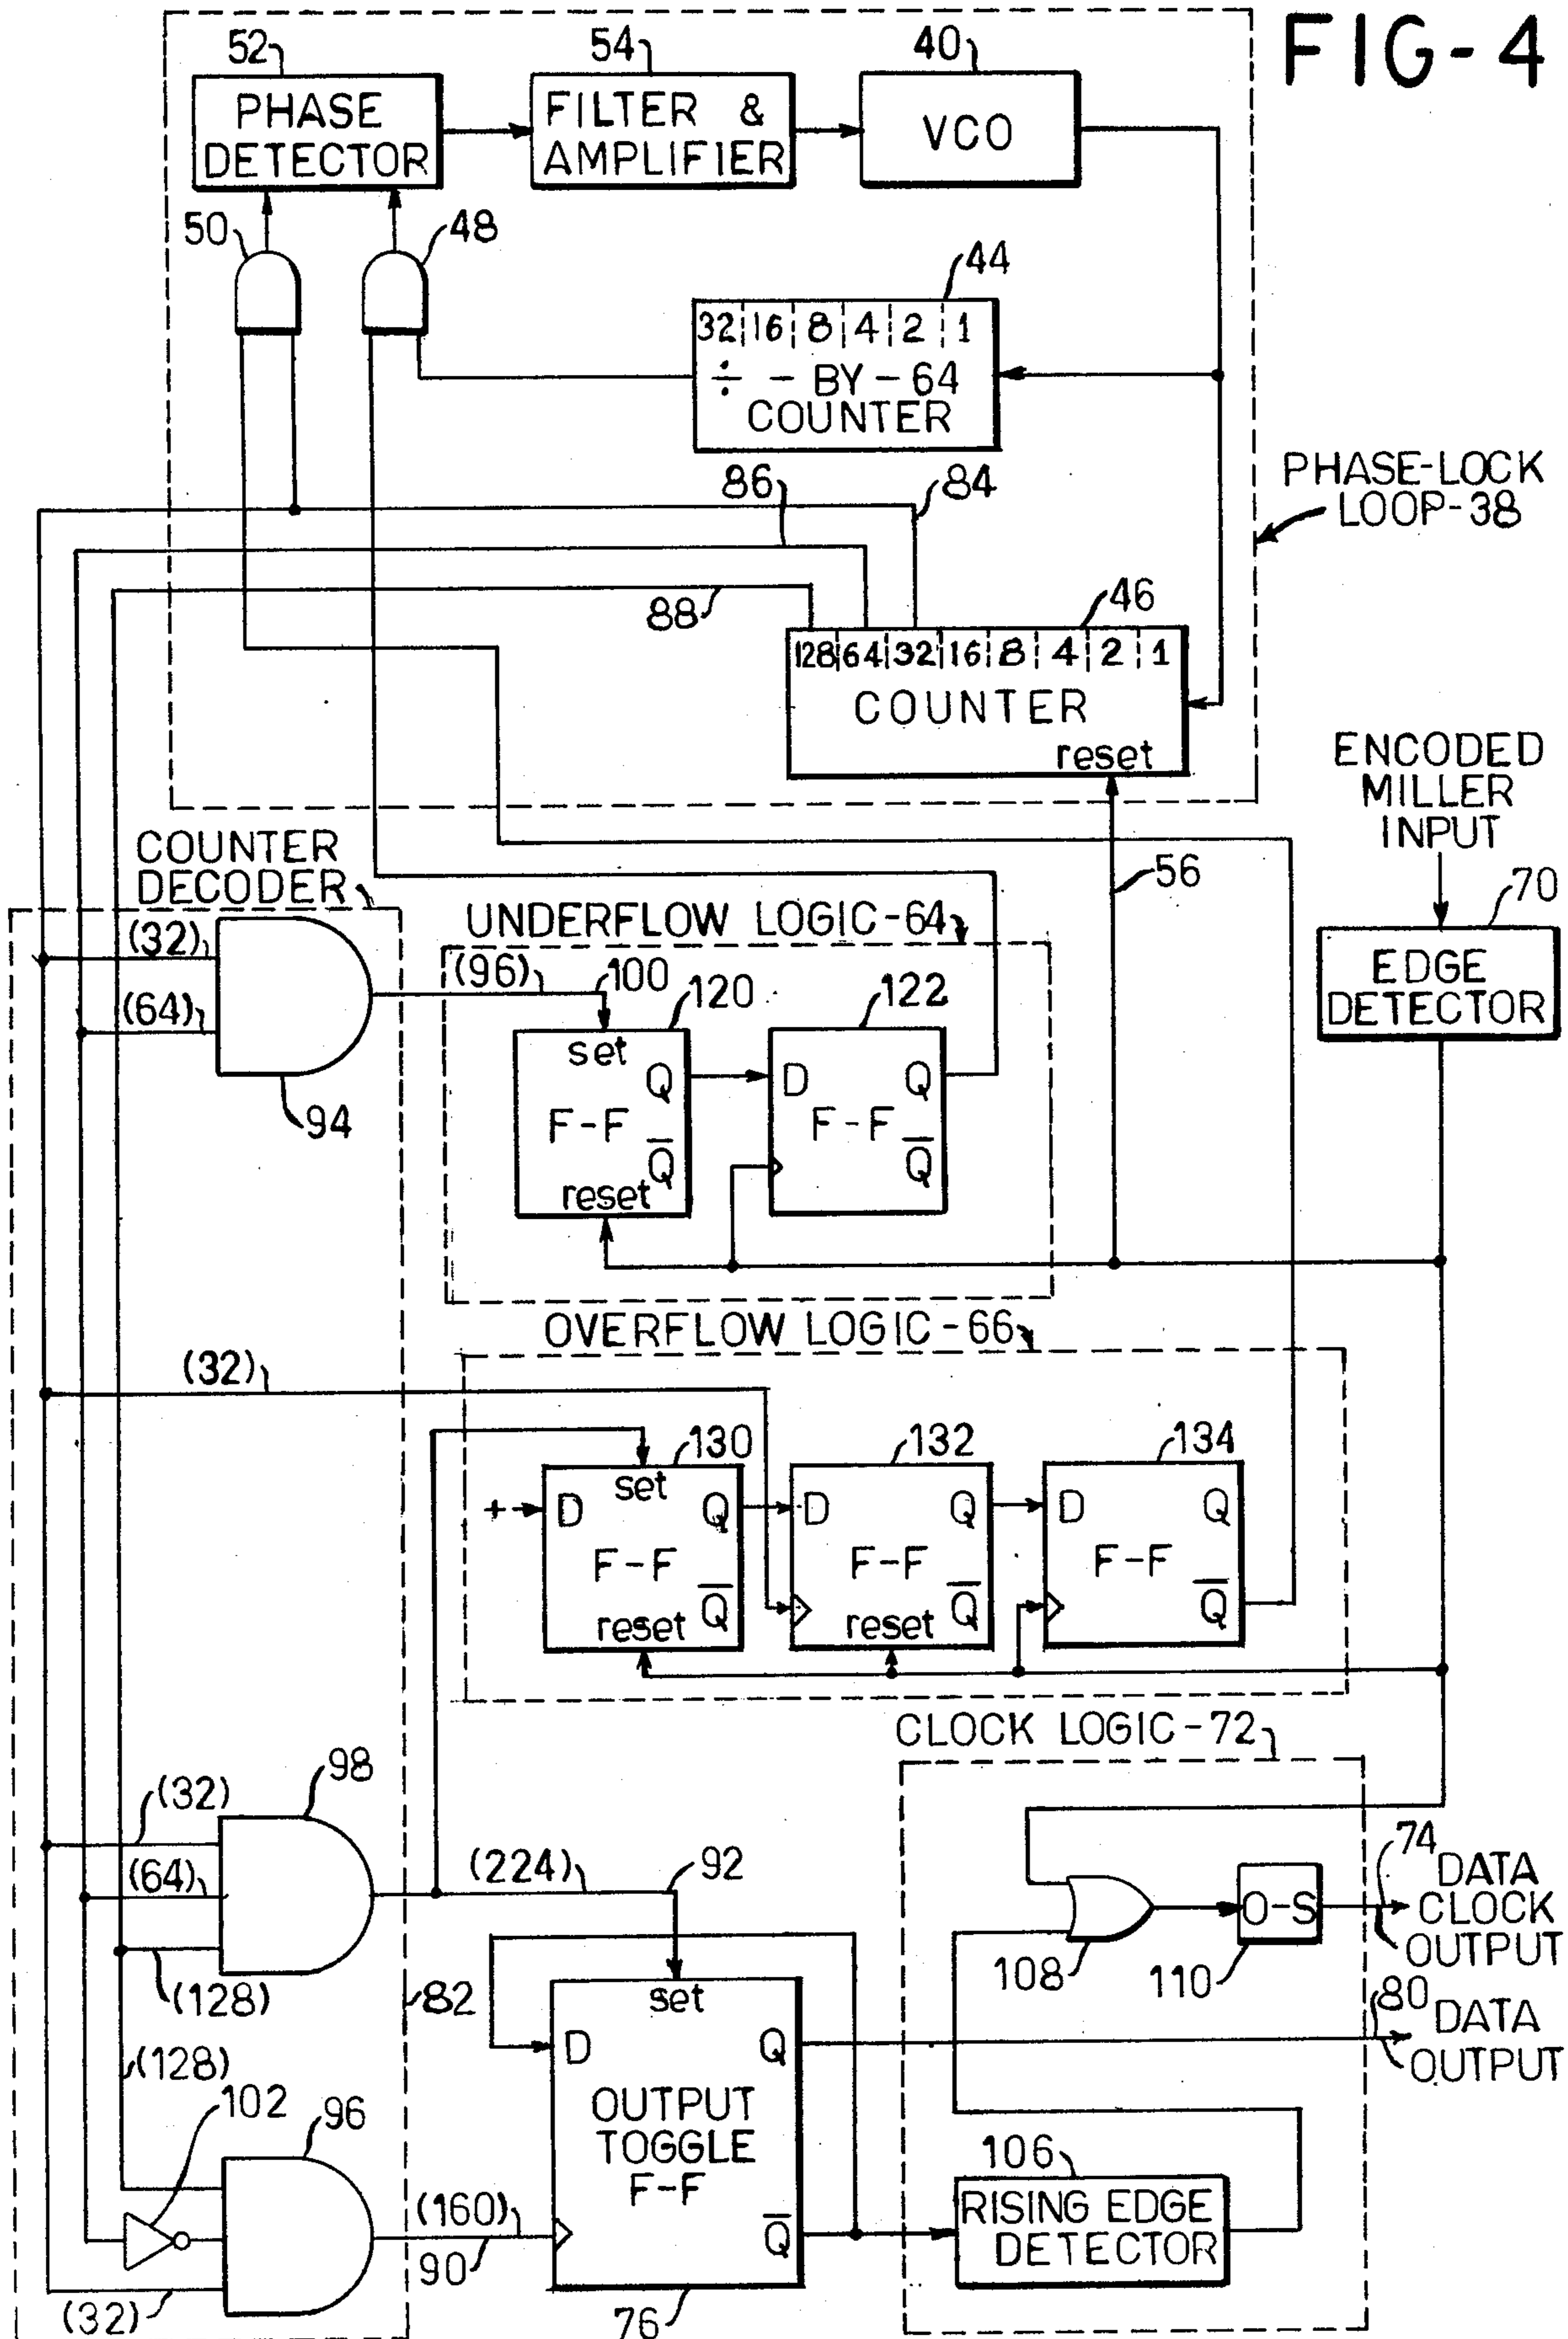 FIG-4
52
54
40
PHASE
DETECTOR
FILTER &
AMPLIFIER
VCO
50
48
44
32 16 8 4 2 1
÷ - BY - 64
COUNTER
86
84
PHASE-LOCK
LOOP-38
88
46
128 64 32 16 8 4 2 1
COUNTER
reset
ENCODED
MILLER
INPUT
COUNTER
DECODER
56
70
UNDERFLOW LOGIC-64
EDGE
DETECTOR
(32)
(96)
100
120
122
(64)
set
Q
D
Q
F-F
F-F
Q̅
Q̅
reset
94
OVERFLOW LOGIC-66
(32)
130
132
134
+
D
set
Q
D
Q
D
Q
F-F
F-F
F-F
Q̅
Q̅
Q̅
reset
reset
CLOCK LOGIC-72
98
(32)
(64)
(224)
92
74
DATA
CLOCK
OUTPUT
O-S
(128)
82
108
110
set
80
DATA
OUTPUT
D
Q
(128)
102
96
OUTPUT
TOGGLE
F-F
106
(160)
RISING EDGE
DETECTOR
90
Q̅
(32)
76